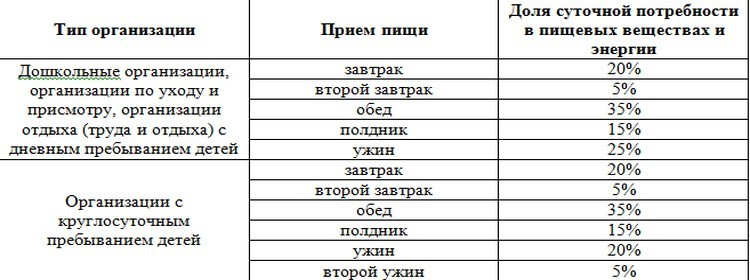 Тип организации
Прием пищи
Доля суточной потребности
в пищевых веществах и
энергии
Дошкольные организации,
организации по уходу и
присмотру, организации
отдыха (труда и отдыха) с
дневным пребыванием детей
завтрак 20%
второй завтрак 5%
обед 35%
полдник 15%
ужин 25%
Организации с
круглосуточным
пребыванием детей
завтрак 20%
второй завтрак 5%
обед 35%
полдник 15%
ужин 20%
второй ужин 5%